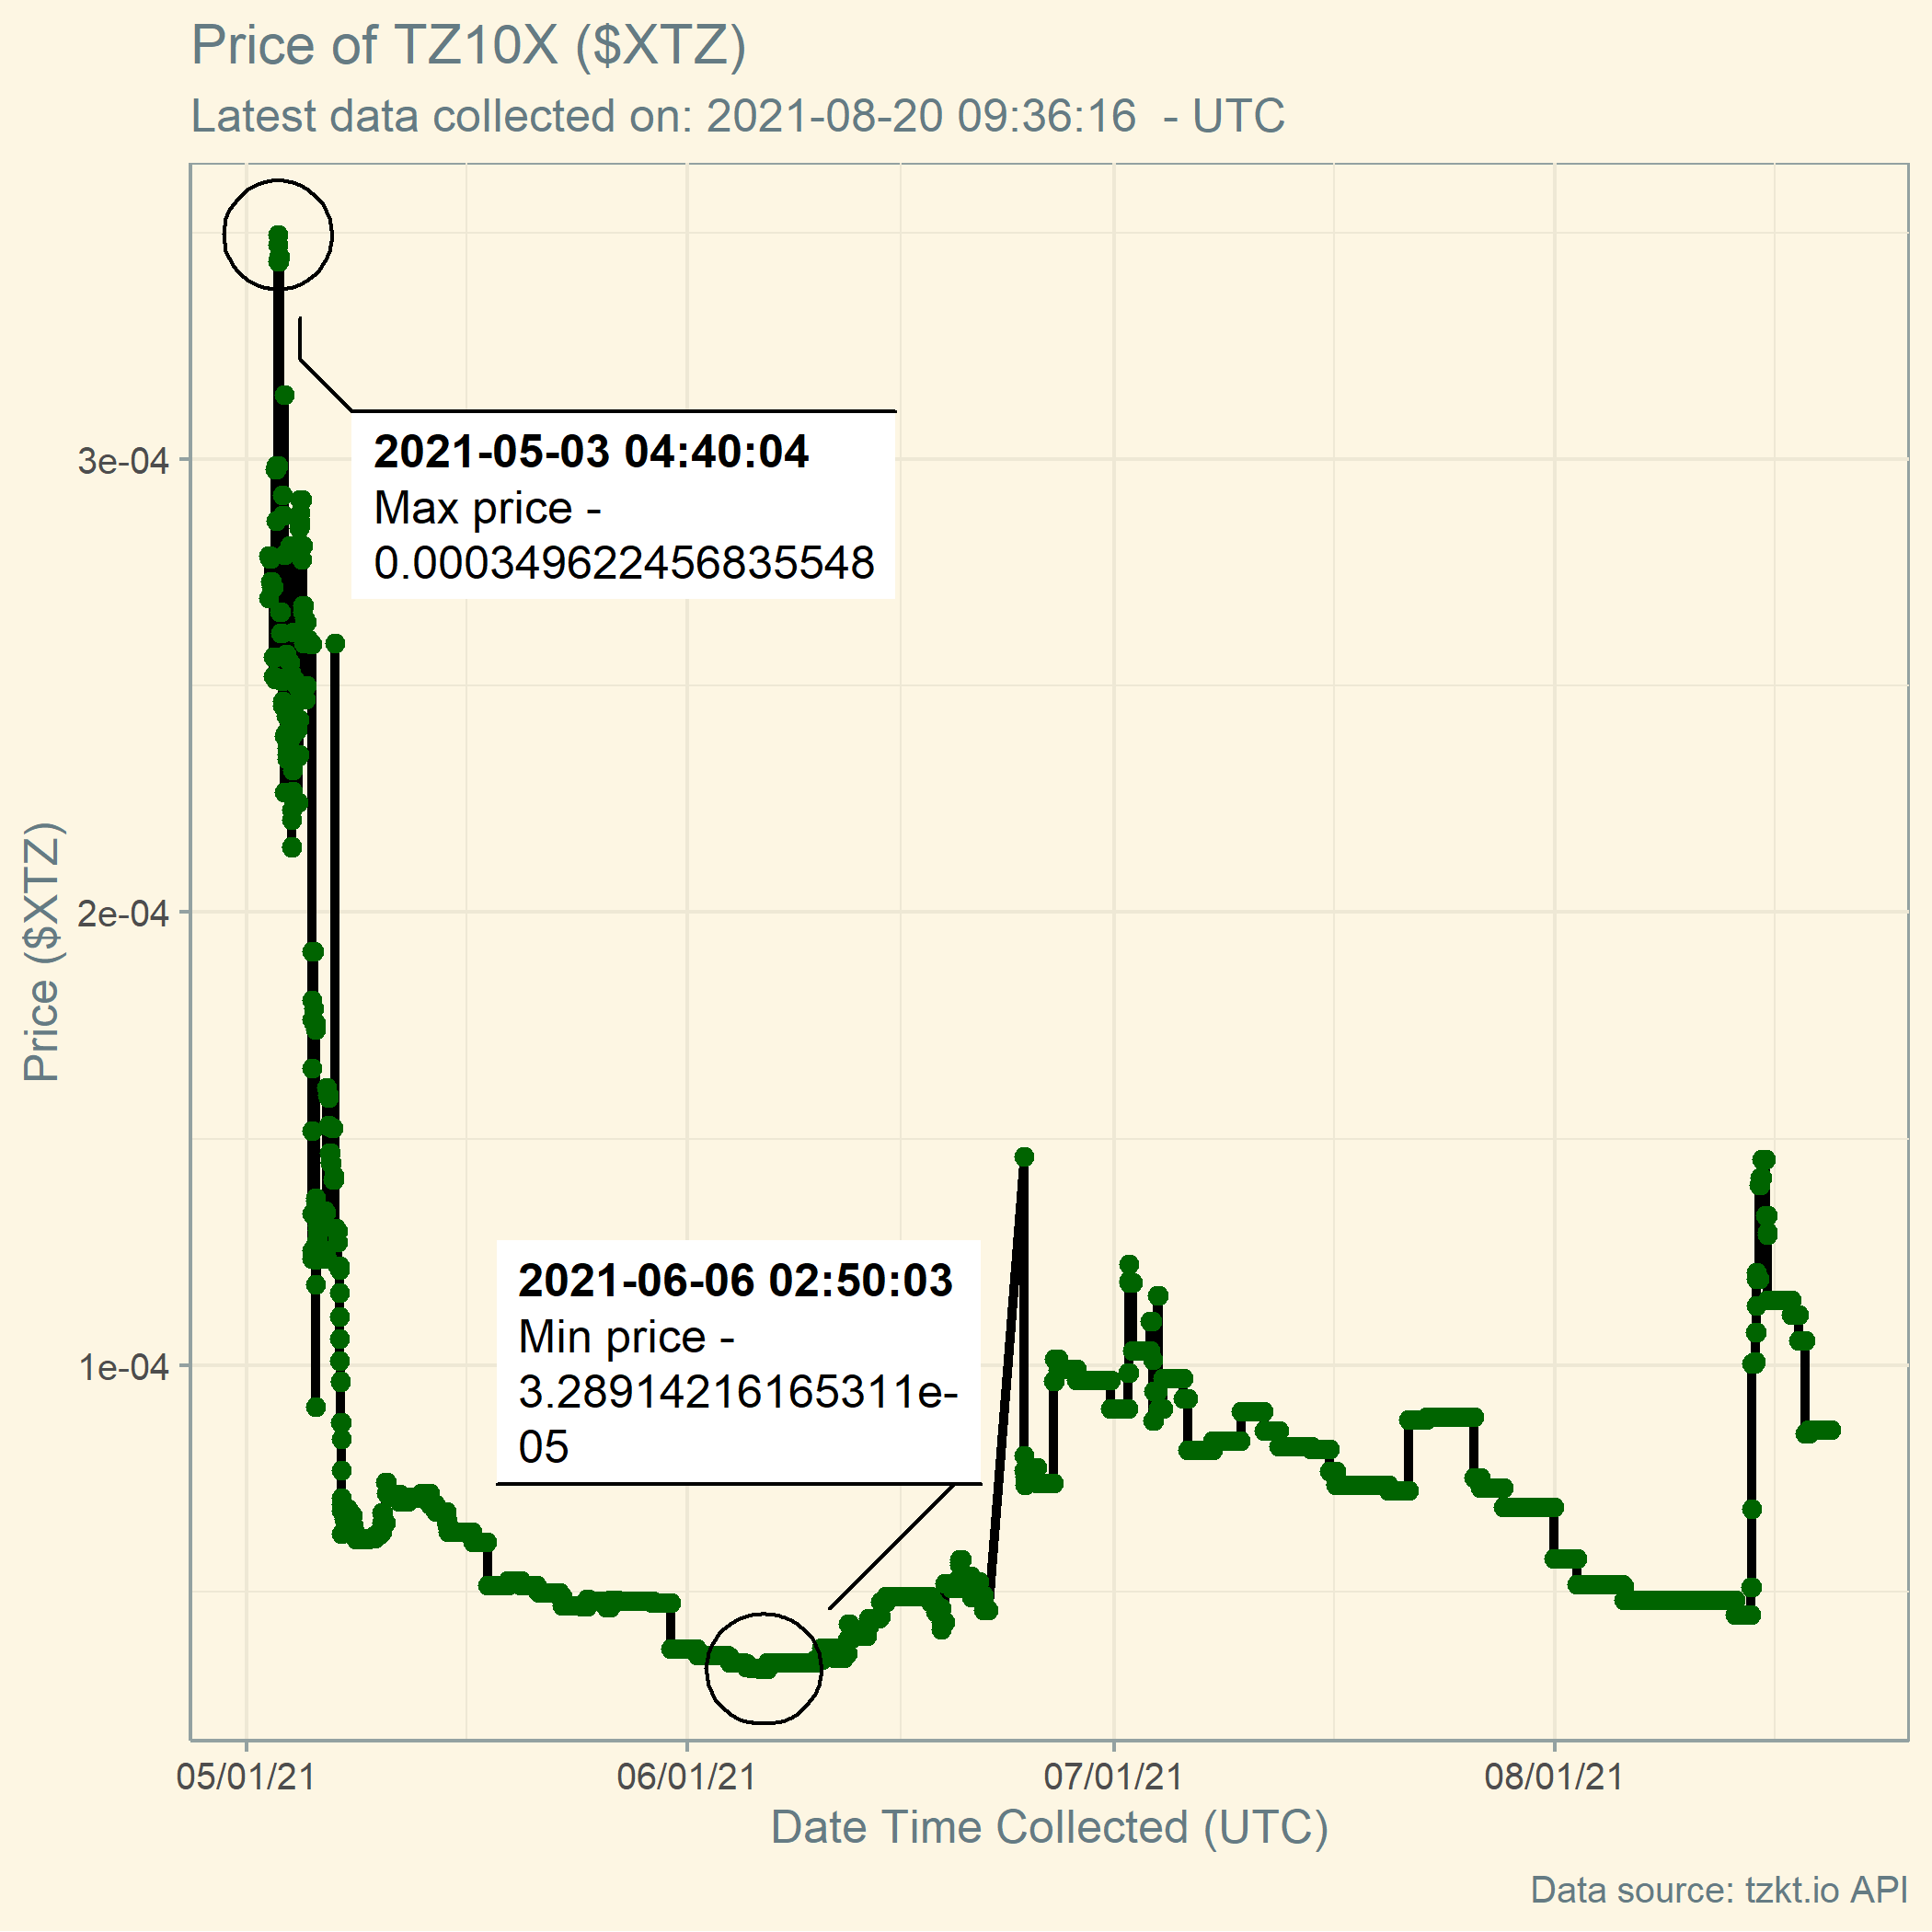 Price of TZ10X ($XTZ)
Latest data collected on: 2021-08-20 09:36:16  - UTC
2021-05-03 04:40:04
Max price -
0.000349622456835548
3e-04
2e-04
1e-04
Price ($XTZ)
2021-06-06 02:50:03
Min price -
3.28914216165311e-
05
05/01/21
06/01/21
07/01/21
08/01/21
Date Time Collected (UTC)
Data source: tzkt.io API